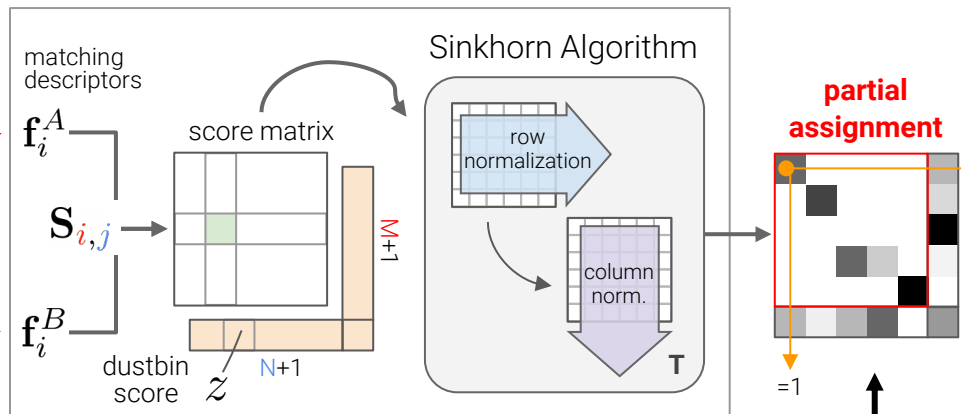 matching
descriptors
f_i^A
S_{i,j}
f_i^B
score matrix
M+1
N+1
dustbin
score z
Sinkhorn Algorithm
row
normalization
column
norm.
T
partial
assignment
=1